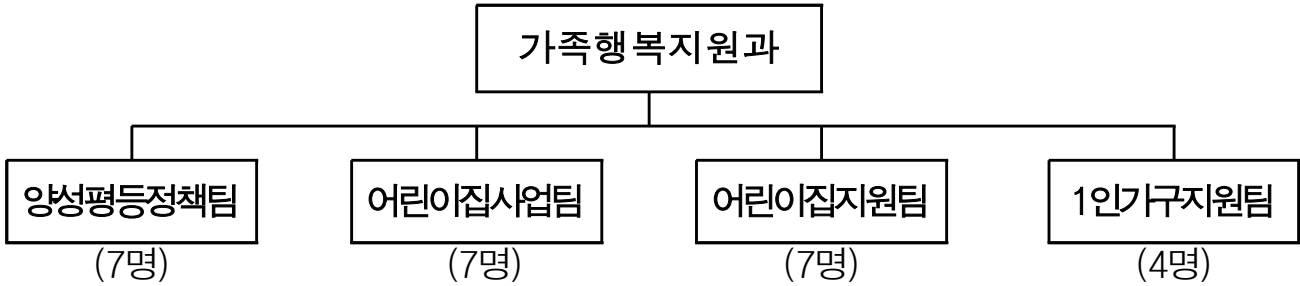 가족행복지원과
양성평등정책팀 어린이집사업팀 어린이집지원팀 1인가구지원팀
(7명) (7명) (7명) (4명)